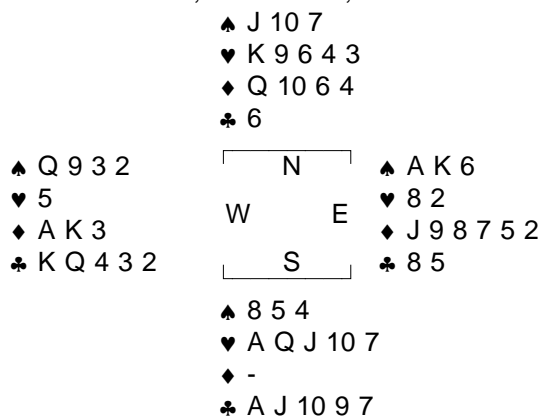 ♠ J 10 7
♥ K 9 6 4 3
♦ Q 10 6 4
♣ 6
♠ Q 9 3 2
♥ 5
♦ A K 3
♣ K Q 4 3 2
N
W E
S
♠ A K 6
♥ 8 2
♦ J 9 8 7 5 2
♣ 8 5
♠ 8 5 4
♥ A Q J 10 7
♦ -
♣ A J 10 9 7